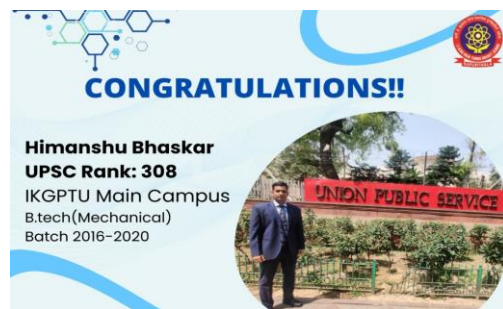 CONGRATULATIONS!!
Himanshu Bhaskar
UPSC Rank: 308
IKGPTU Main Campus
B.tech(Mechanical)
Batch 2016-2020
UNION PUBLIC SERVICE